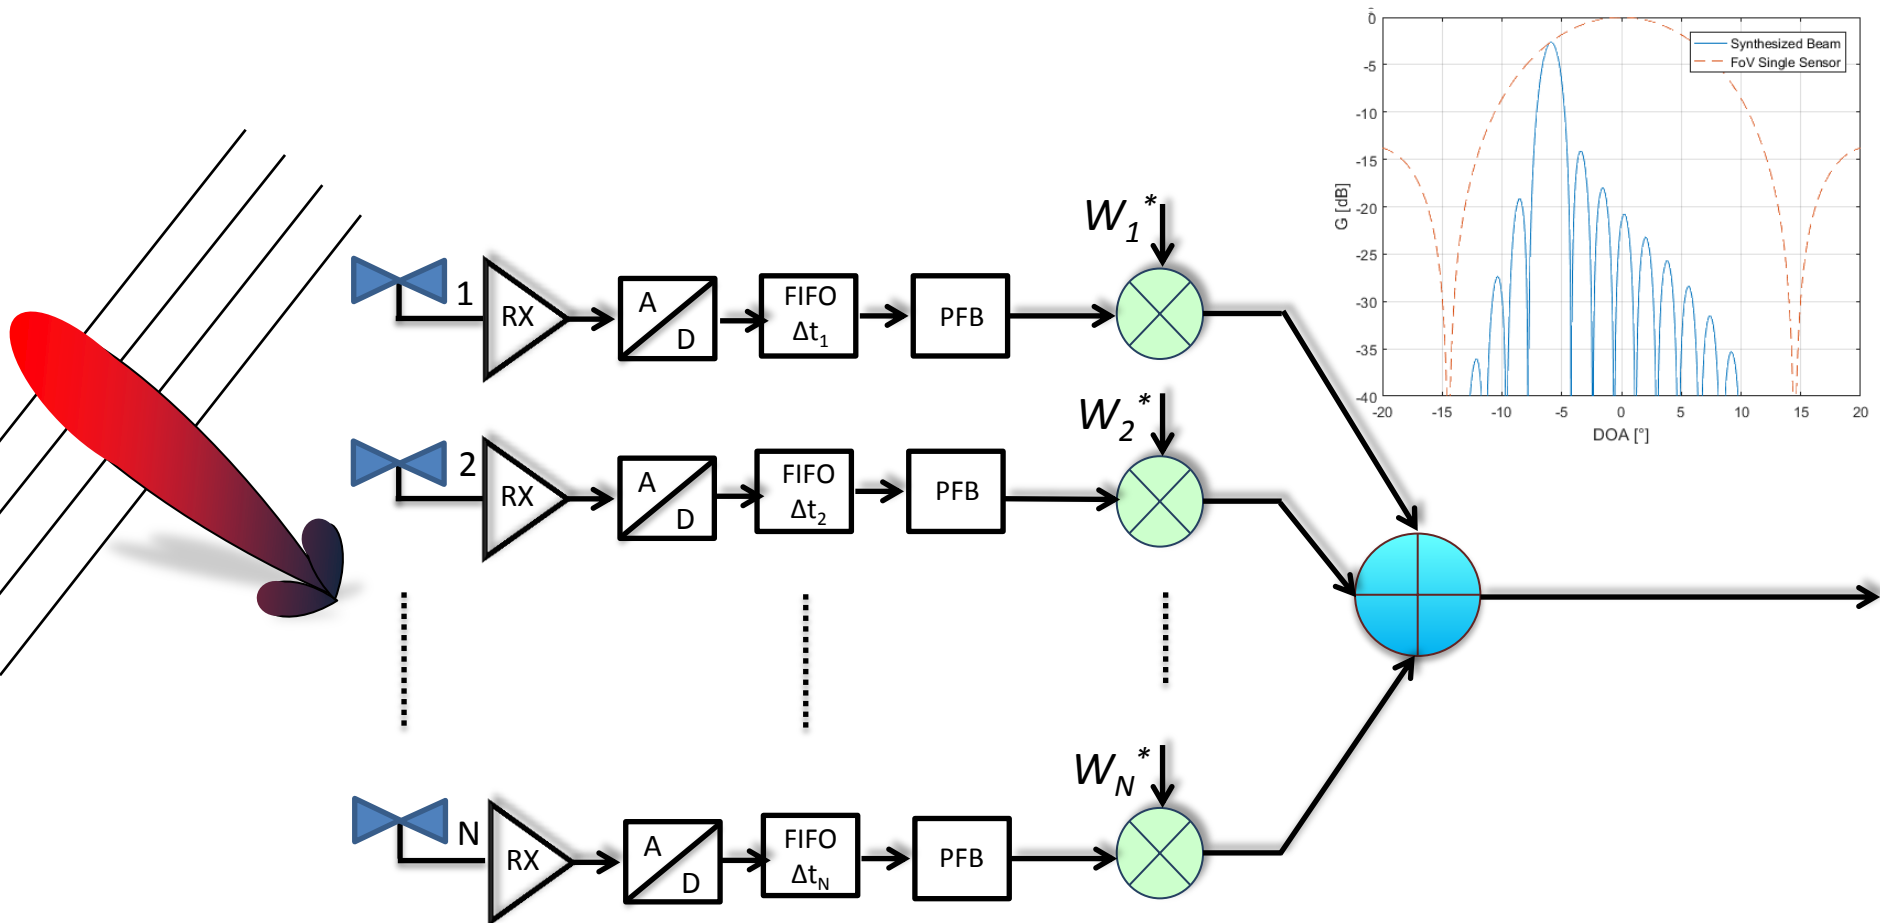 0
-5
-10
-15
-20
-25
-30
-35
-40
G [dB]
Synthesized Beam
FoV Single Sensor
-20 -15 -10 -5 0 5 10 15 20
DOA [°]
W1*
1 RX A D FIFO Δt1 PFB
W2*
2 RX A D FIFO Δt2 PFB
WN*
N RX A D FIFO ΔtN PFB